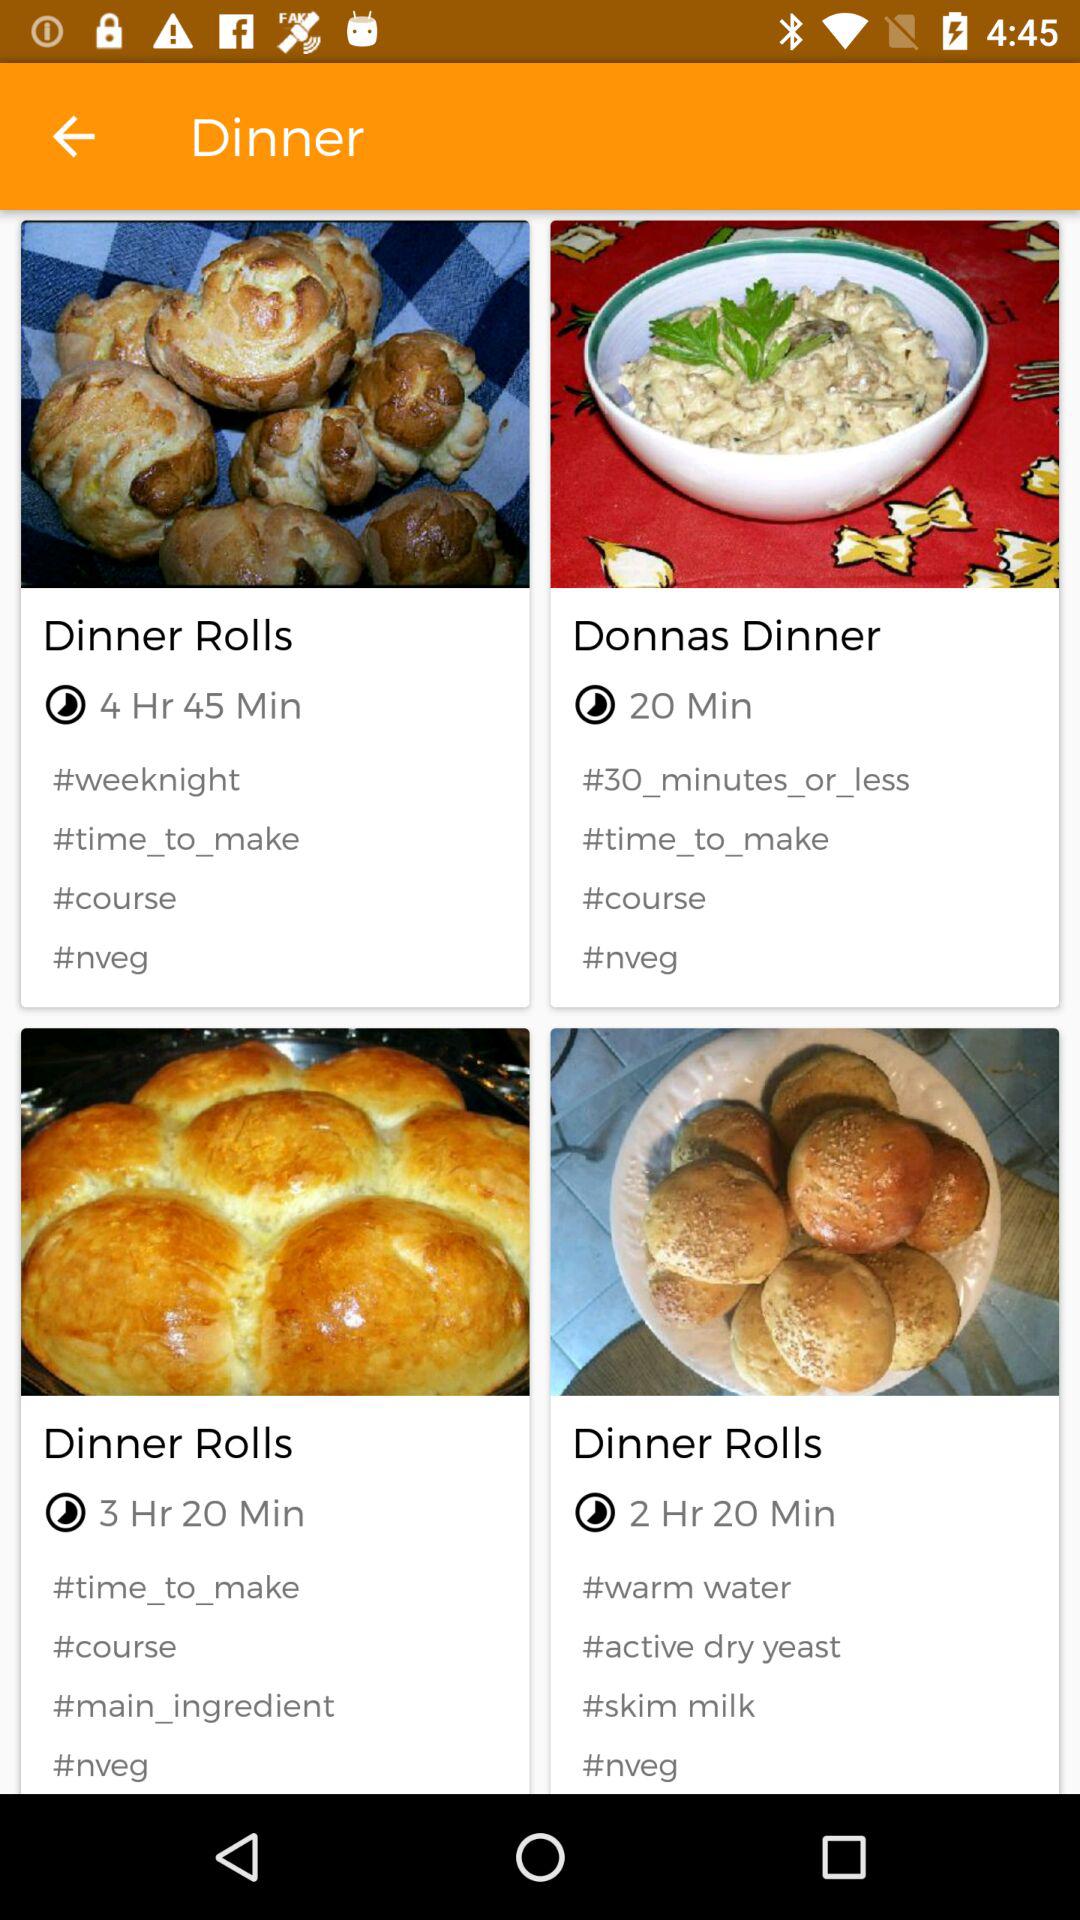 FAKE
4:45
Dinner
Dinner Rolls
4 Hr 45 Min
#weeknight
#time_to_make
#course
#nveg
Donnas Dinner
20 Min
#30_minutes_or_less
#time_to_make
#course
#nveg
Dinner Rolls
3 Hr 20 Min
#time_to_make
#course
#main_ingredient
#nveg
Dinner Rolls
2 Hr 20 Min
#warm water
#active dry yeast
#skim milk
#nveg